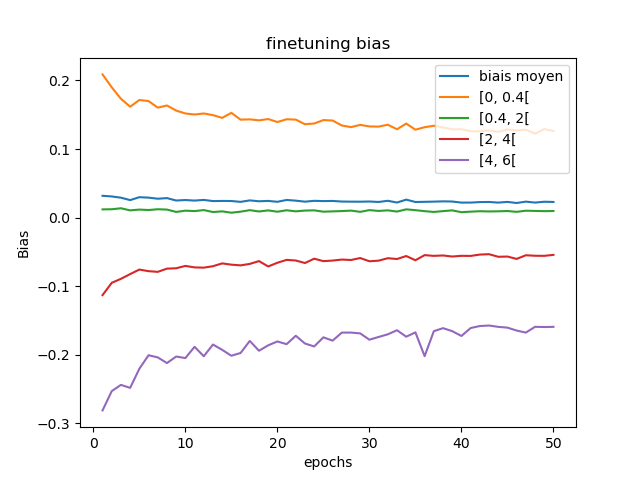 finetuning bias
biais moyen
[0, 0.4[
[0.4, 2[
[2, 4[
[4, 6[
Bias
0.2
0.1
0.0
−0.1
−0.2
−0.3
0 10 20 30 40 50
epochs